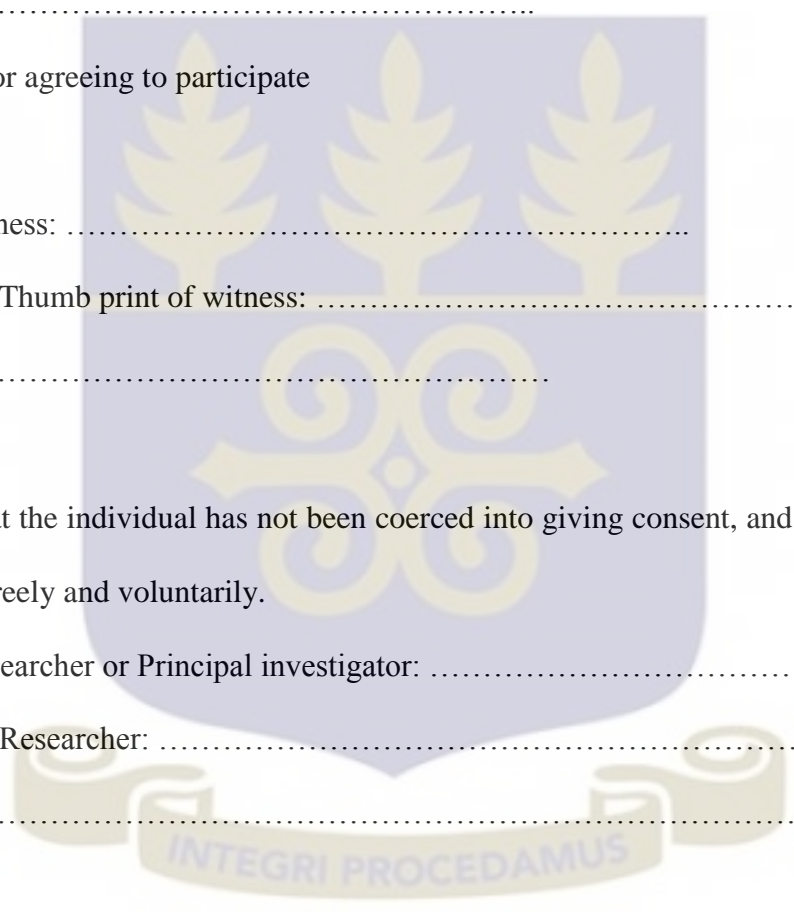 ……………………………………………..
or agreeing to participate
ness: …………………………………………………..
Thumb print of witness: ………………………………………
……………………………………………
at the individual has not been coerced into giving consent, and
reely and voluntarily.
earcher or Principal investigator: ……………………………
Researcher: ……………………………………………………
…………………………………………………………………
INTEGRI PROCEDAMUS